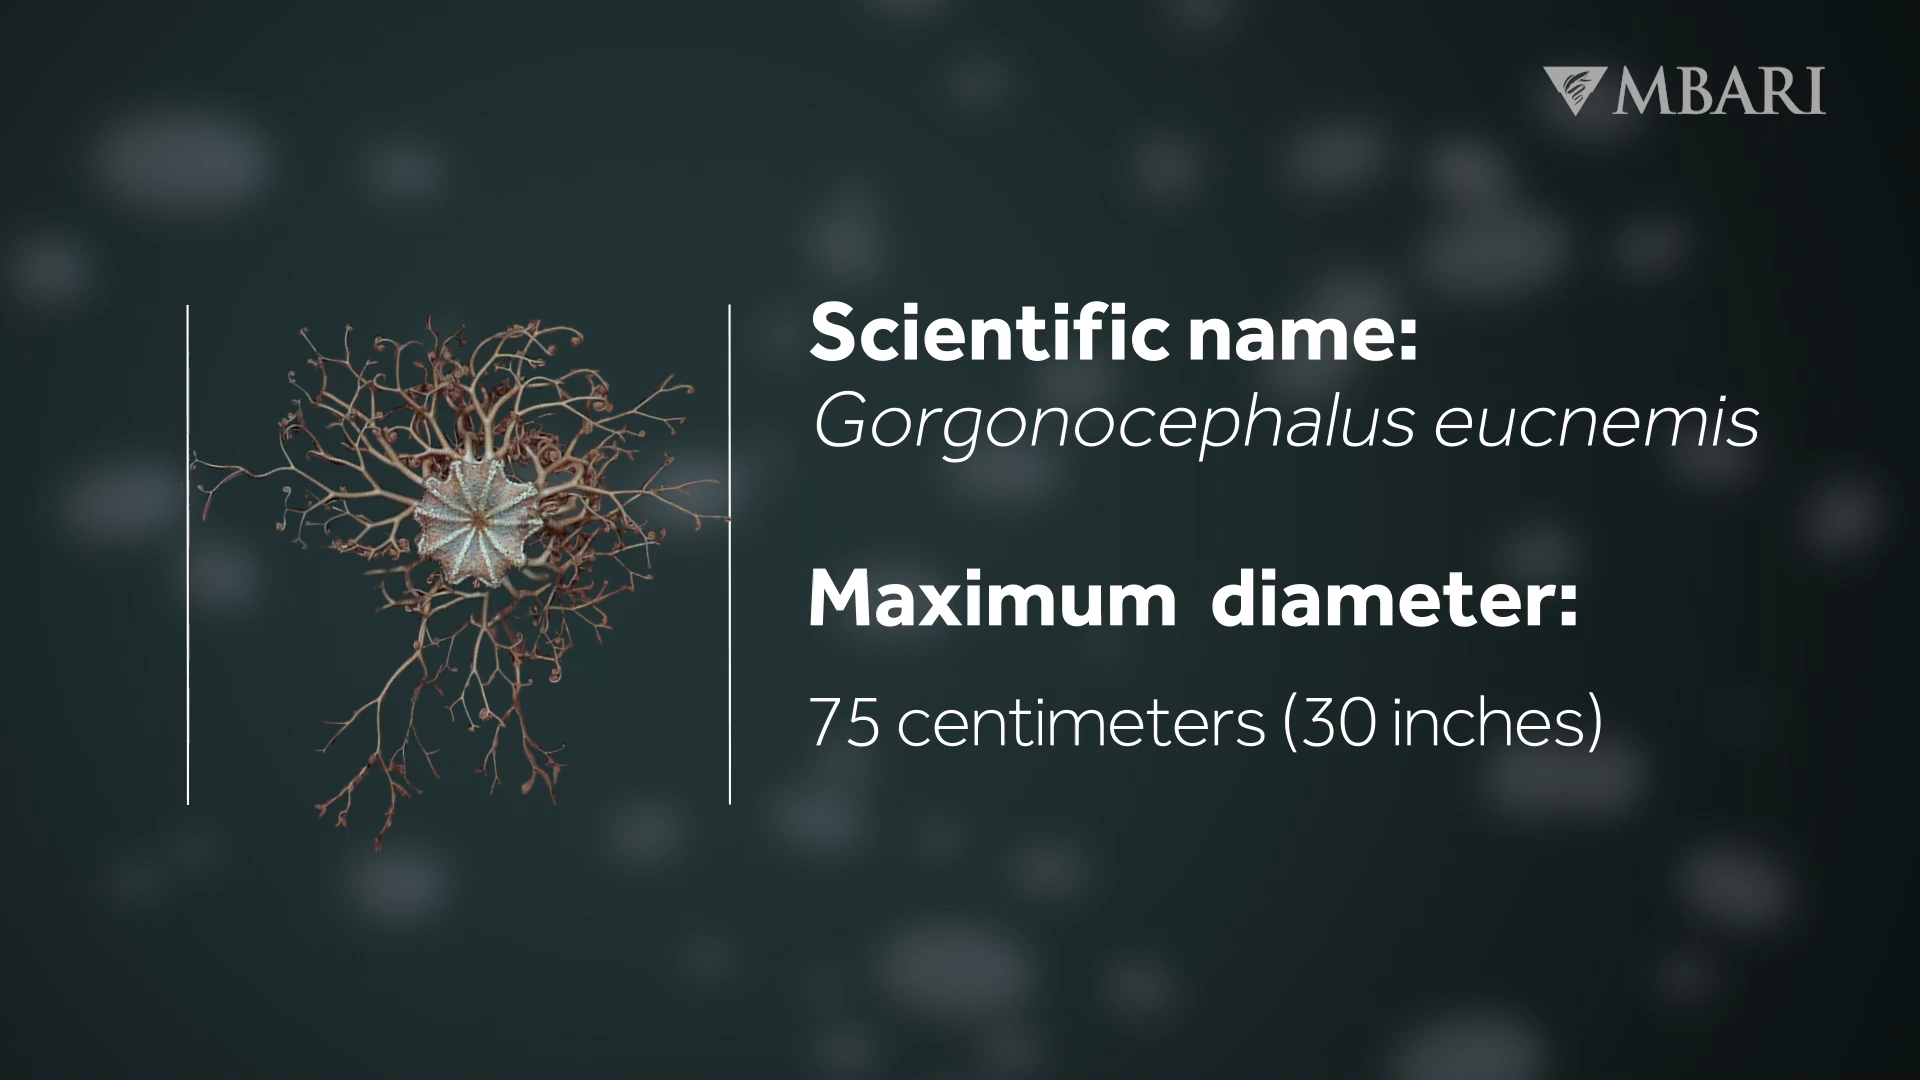 MBARI
Scientific name:
Gorgonocephalus eucnemis
Maximum diameter:
75 centimeters (30 inches)